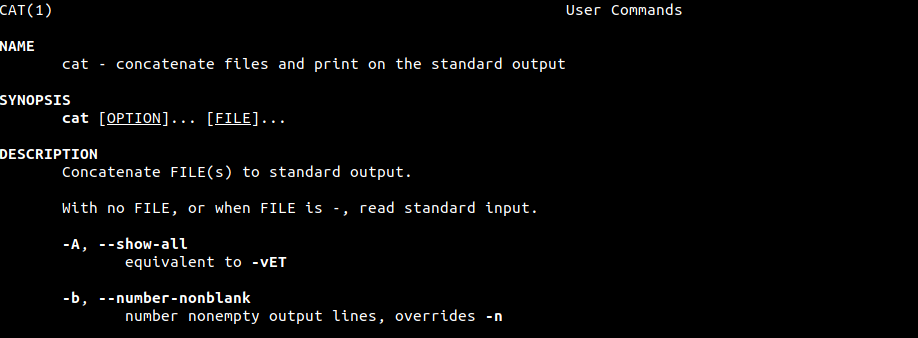 CAT(1) User Commands
NAME
cat - concatenate files and print on the standard output
SYNOPSIS
cat [OPTION]... [FILE]...
DESCRIPTION
Concatenate FILE(s) to standard output.
With no FILE, or when FILE is -, read standard input.
-A, --show-all
equivalent to -vET
-b, --number-nonblank
number nonempty output lines, overrides -n